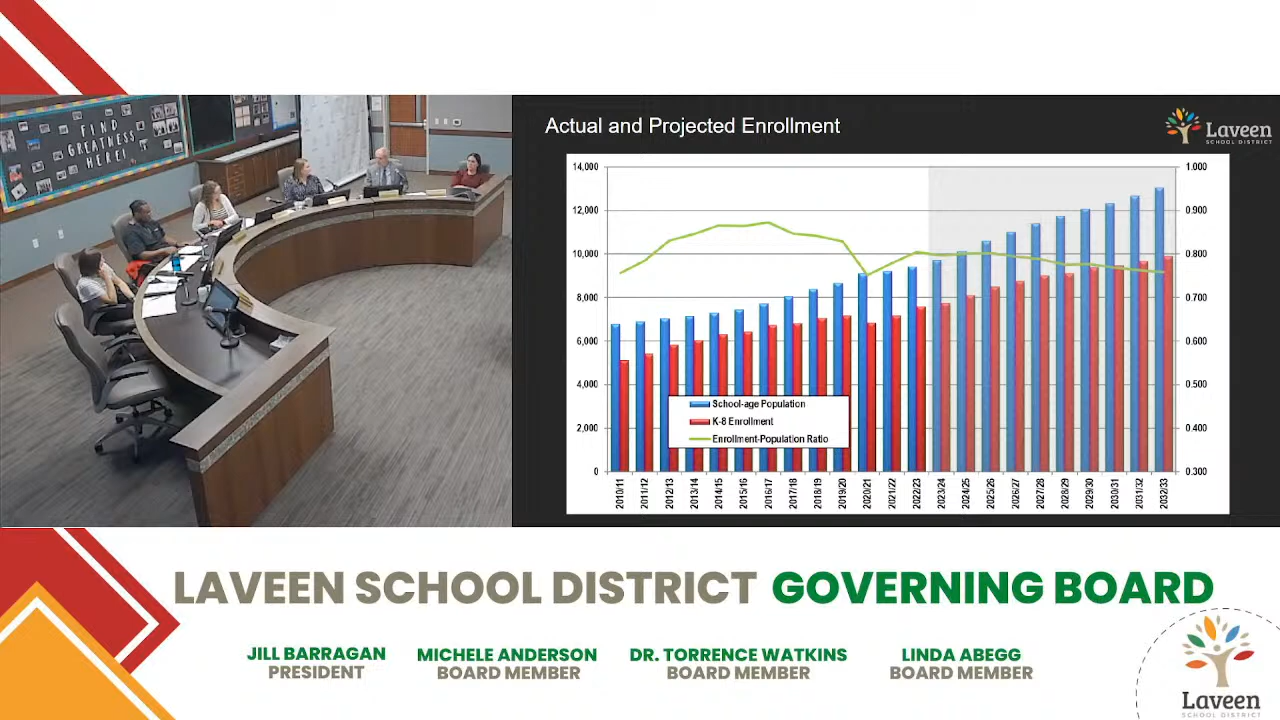 FIND
GREATNESS
HERE!
Actual and Projected Enrollment
Laveen
SCHOOL DISTRICT
14,000
12,000
10,000
8,000
6,000
4,000
2,000
0
1.000
0.900
0.800
0.700
0.600
0.500
0.400
0.300
School-age Population
K-8 Enrollment
Enrollment-Population Ratio
2010/11
2011/12
2012/13
2013/14
2014/15
2015/16
2016/17
2017/18
2018/19
2019/20
2020/21
2021/22
2022/23
2023/24
2024/25
2025/26
2026/27
2027/28
2028/29
2029/30
2030/31
2031/32
2032/33
LAVEEN SCHOOL DISTRICT GOVERNING BOARD
JILL BARRAGAN
PRESIDENT
MICHELE ANDERSON
BOARD MEMBER
DR. TORRENCE WATKINS
BOARD MEMBER
LINDA ABEGG
BOARD MEMBER
Laveen
SCHOOL DISTRICT